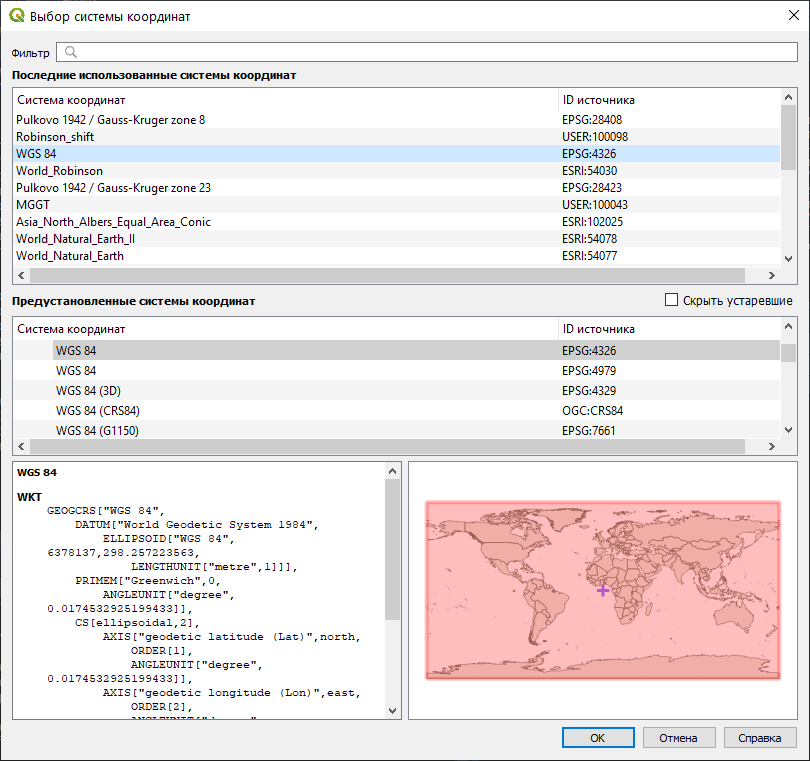 Выбор системы координат
Фильтр
Последние использованные системы координат
Система координат ID источника
Pulkovo 1942 / Gauss-Kruger zone 8 EPSG:28408
Robinson_shift USER:100098
WGS 84 EPSG:4326
World_Robinson ESRI:54030
Pulkovo 1942 / Gauss-Kruger zone 23 EPSG:28423
MGGT USER:100043
Asia_North_Albers_Equal_Area_Conic ESRI:102025
World_Natural_Earth_II ESRI:54078
World_Natural_Earth ESRI:54077
Предустановленные системы координат Скрыть устаревшие
Система координат ID источника
WGS 84 EPSG:4326
WGS 84 EPSG:4979
WGS 84 (3D) EPSG:4329
WGS 84 (CRS84) OGC:CRS84
WGS 84 (G1150) EPSG:7661
WGS 84
WKT
GEOGCRS["WGS 84",
DATUM["World Geodetic System 1984",
ELLIPSOID["WGS 84",
6378137,298.257223563,
LENGTHUNIT["metre",1]]],
PRIMEM["Greenwich",0,
ANGLEUNIT["degree",
0.0174532925199433]],
CS[ellipsoidal,2],
AXIS["geodetic latitude (Lat)",north,
ORDER[1],
ANGLEUNIT["degree",
0.0174532925199433]],
AXIS["geodetic longitude (Lon)",east,
ORDER[2],
OK Отмена Справка